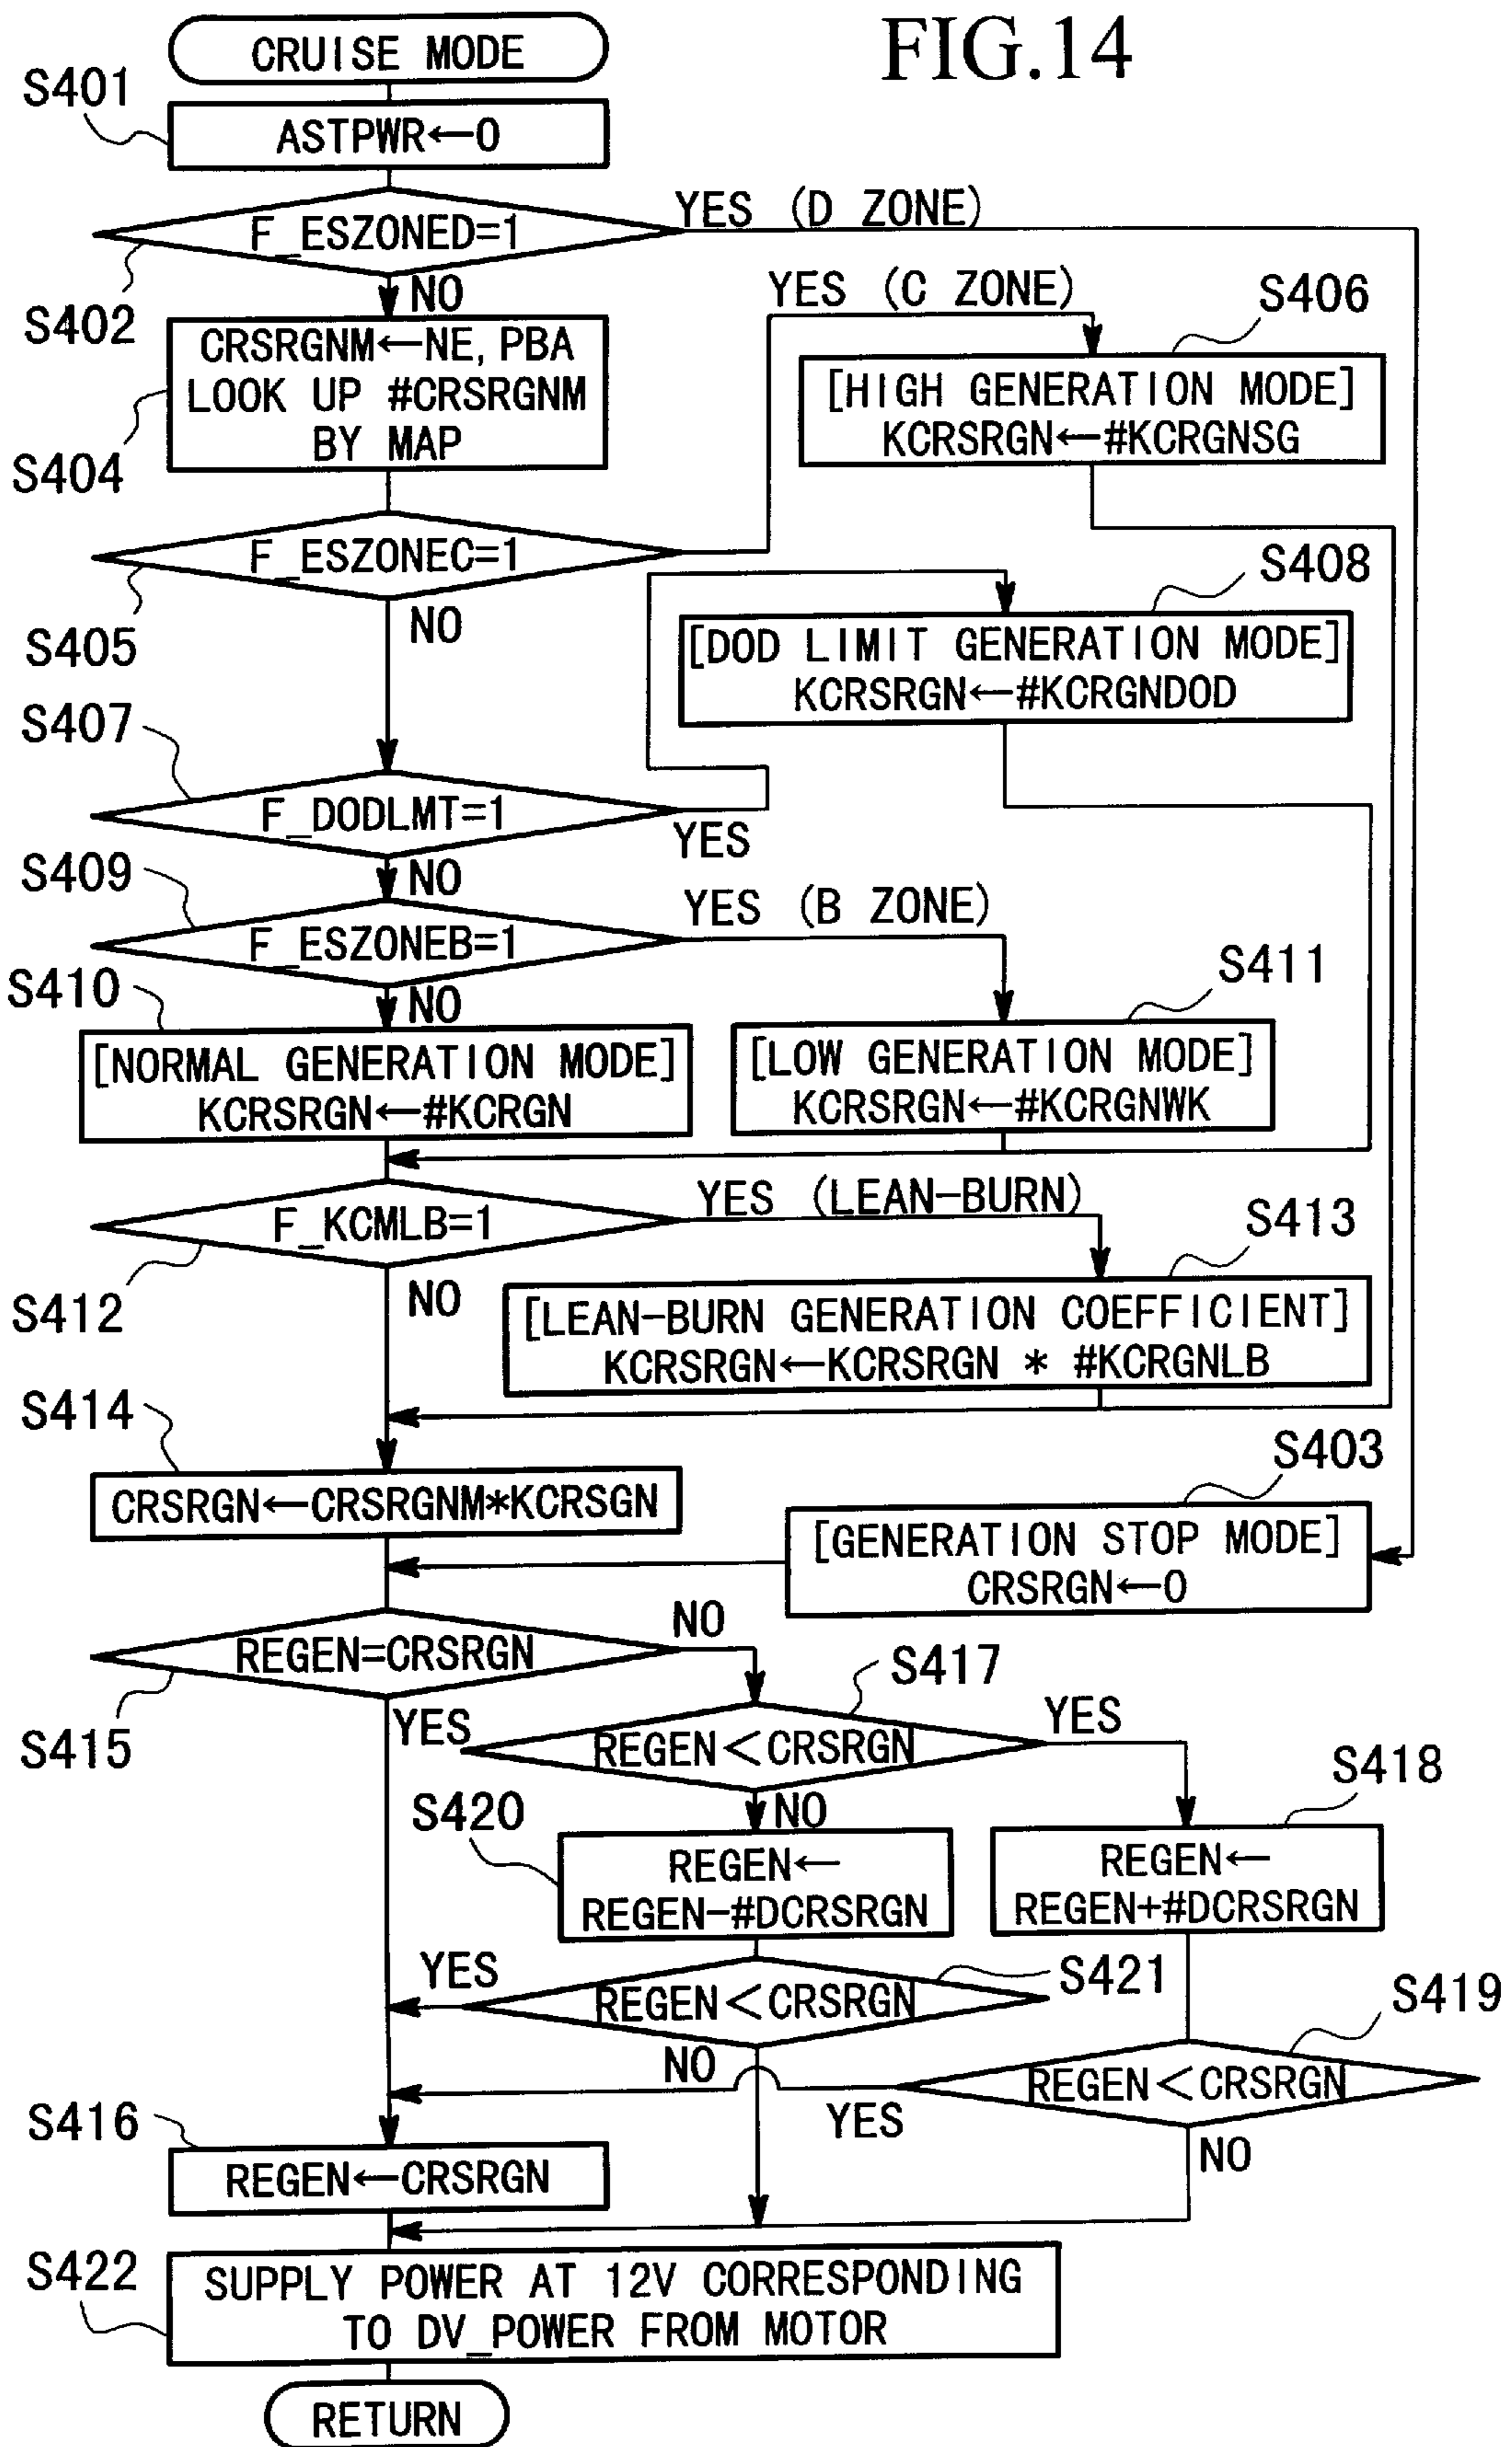 FIG.14
CRUISE MODE
S401
ASTPWR←0
F_ESZONED=1
YES (D ZONE)
S402
NO
CRSRGNM←NE, PBA
LOOK UP #CRSRGNM
BY MAP
S404
YES (C ZONE)
S406
[HIGH GENERATION MODE]
KCRSRGN←#KCRGNSG
F_ESZONEC=1
S405
NO
S408
[DOD LIMIT GENERATION MODE]
KCRSRGN←#KCRGNDOD
S407
F_DODLMT=1
YES
NO
S409
F_ESZONEB=1
YES (B ZONE)
NO
S410
[NORMAL GENERATION MODE]
KCRSRGN←#KCRGN
S411
[LOW GENERATION MODE]
KCRSRGN←#KCRGNWK
F_KCMLB=1
YES (LEAN-BURN)
S412
NO
S413
[LEAN-BURN GENERATION COEFFICIENT]
KCRSRGN←KCRSRGN * #KCRGNLB
S414
CRSRGN←CRSRGNM*KCRSGN
S403
[GENERATION STOP MODE]
CRSRGN←0
REGEN=CRSRGN
NO
S415
YES
S417
REGEN<CRSRGN
YES
NO
S418
REGEN←
REGEN+#DCRSRGN
S420
REGEN←
REGEN-#DCRSRGN
YES
REGEN<CRSRGN
S421
NO
S419
REGEN<CRSRGN
YES
NO
S416
REGEN←CRSRGN
S422
SUPPLY POWER AT 12V CORRESPONDING
TO DV_POWER FROM MOTOR
RETURN